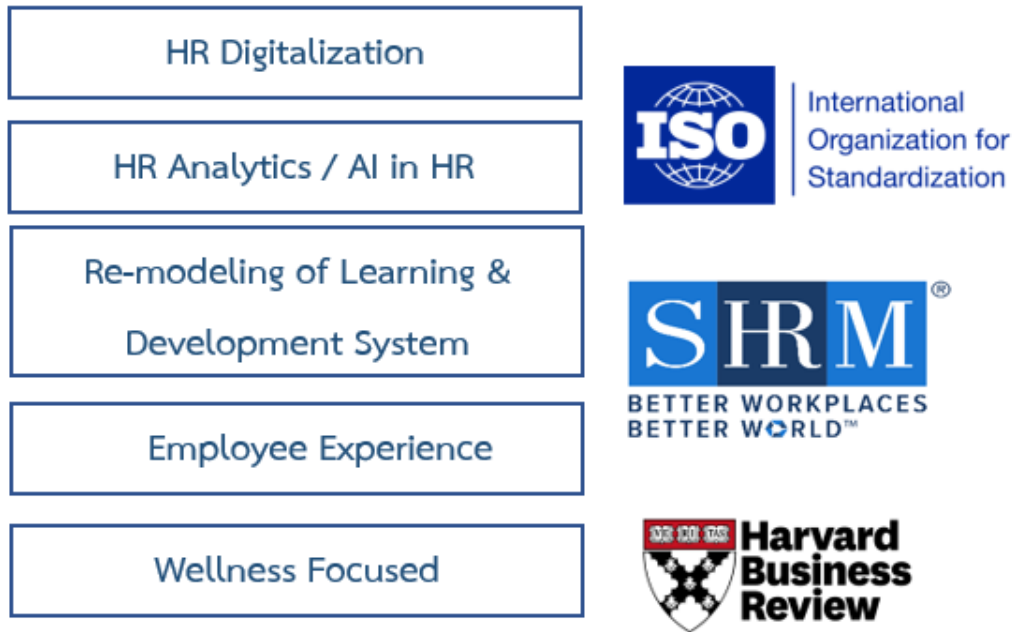 HR Digitalization
HR Analytics / AI in HR
Re-modeling of Learning &
Development System
Employee Experience
Wellness Focused
ISO
International
Organization for
Standardization
SHRM®
BETTER WORKPLACES
BETTER WORLD™
Harvard
Business
Review